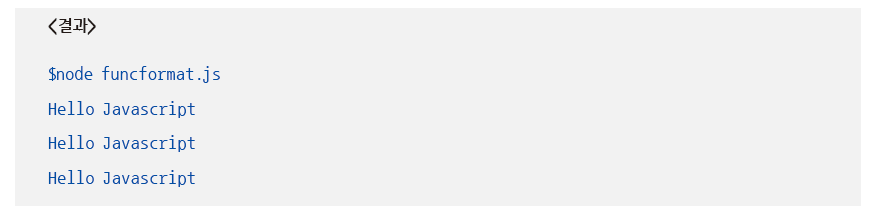 <결과>
$node funcformat.js
Hello Javascript
Hello Javascript
Hello Javascript